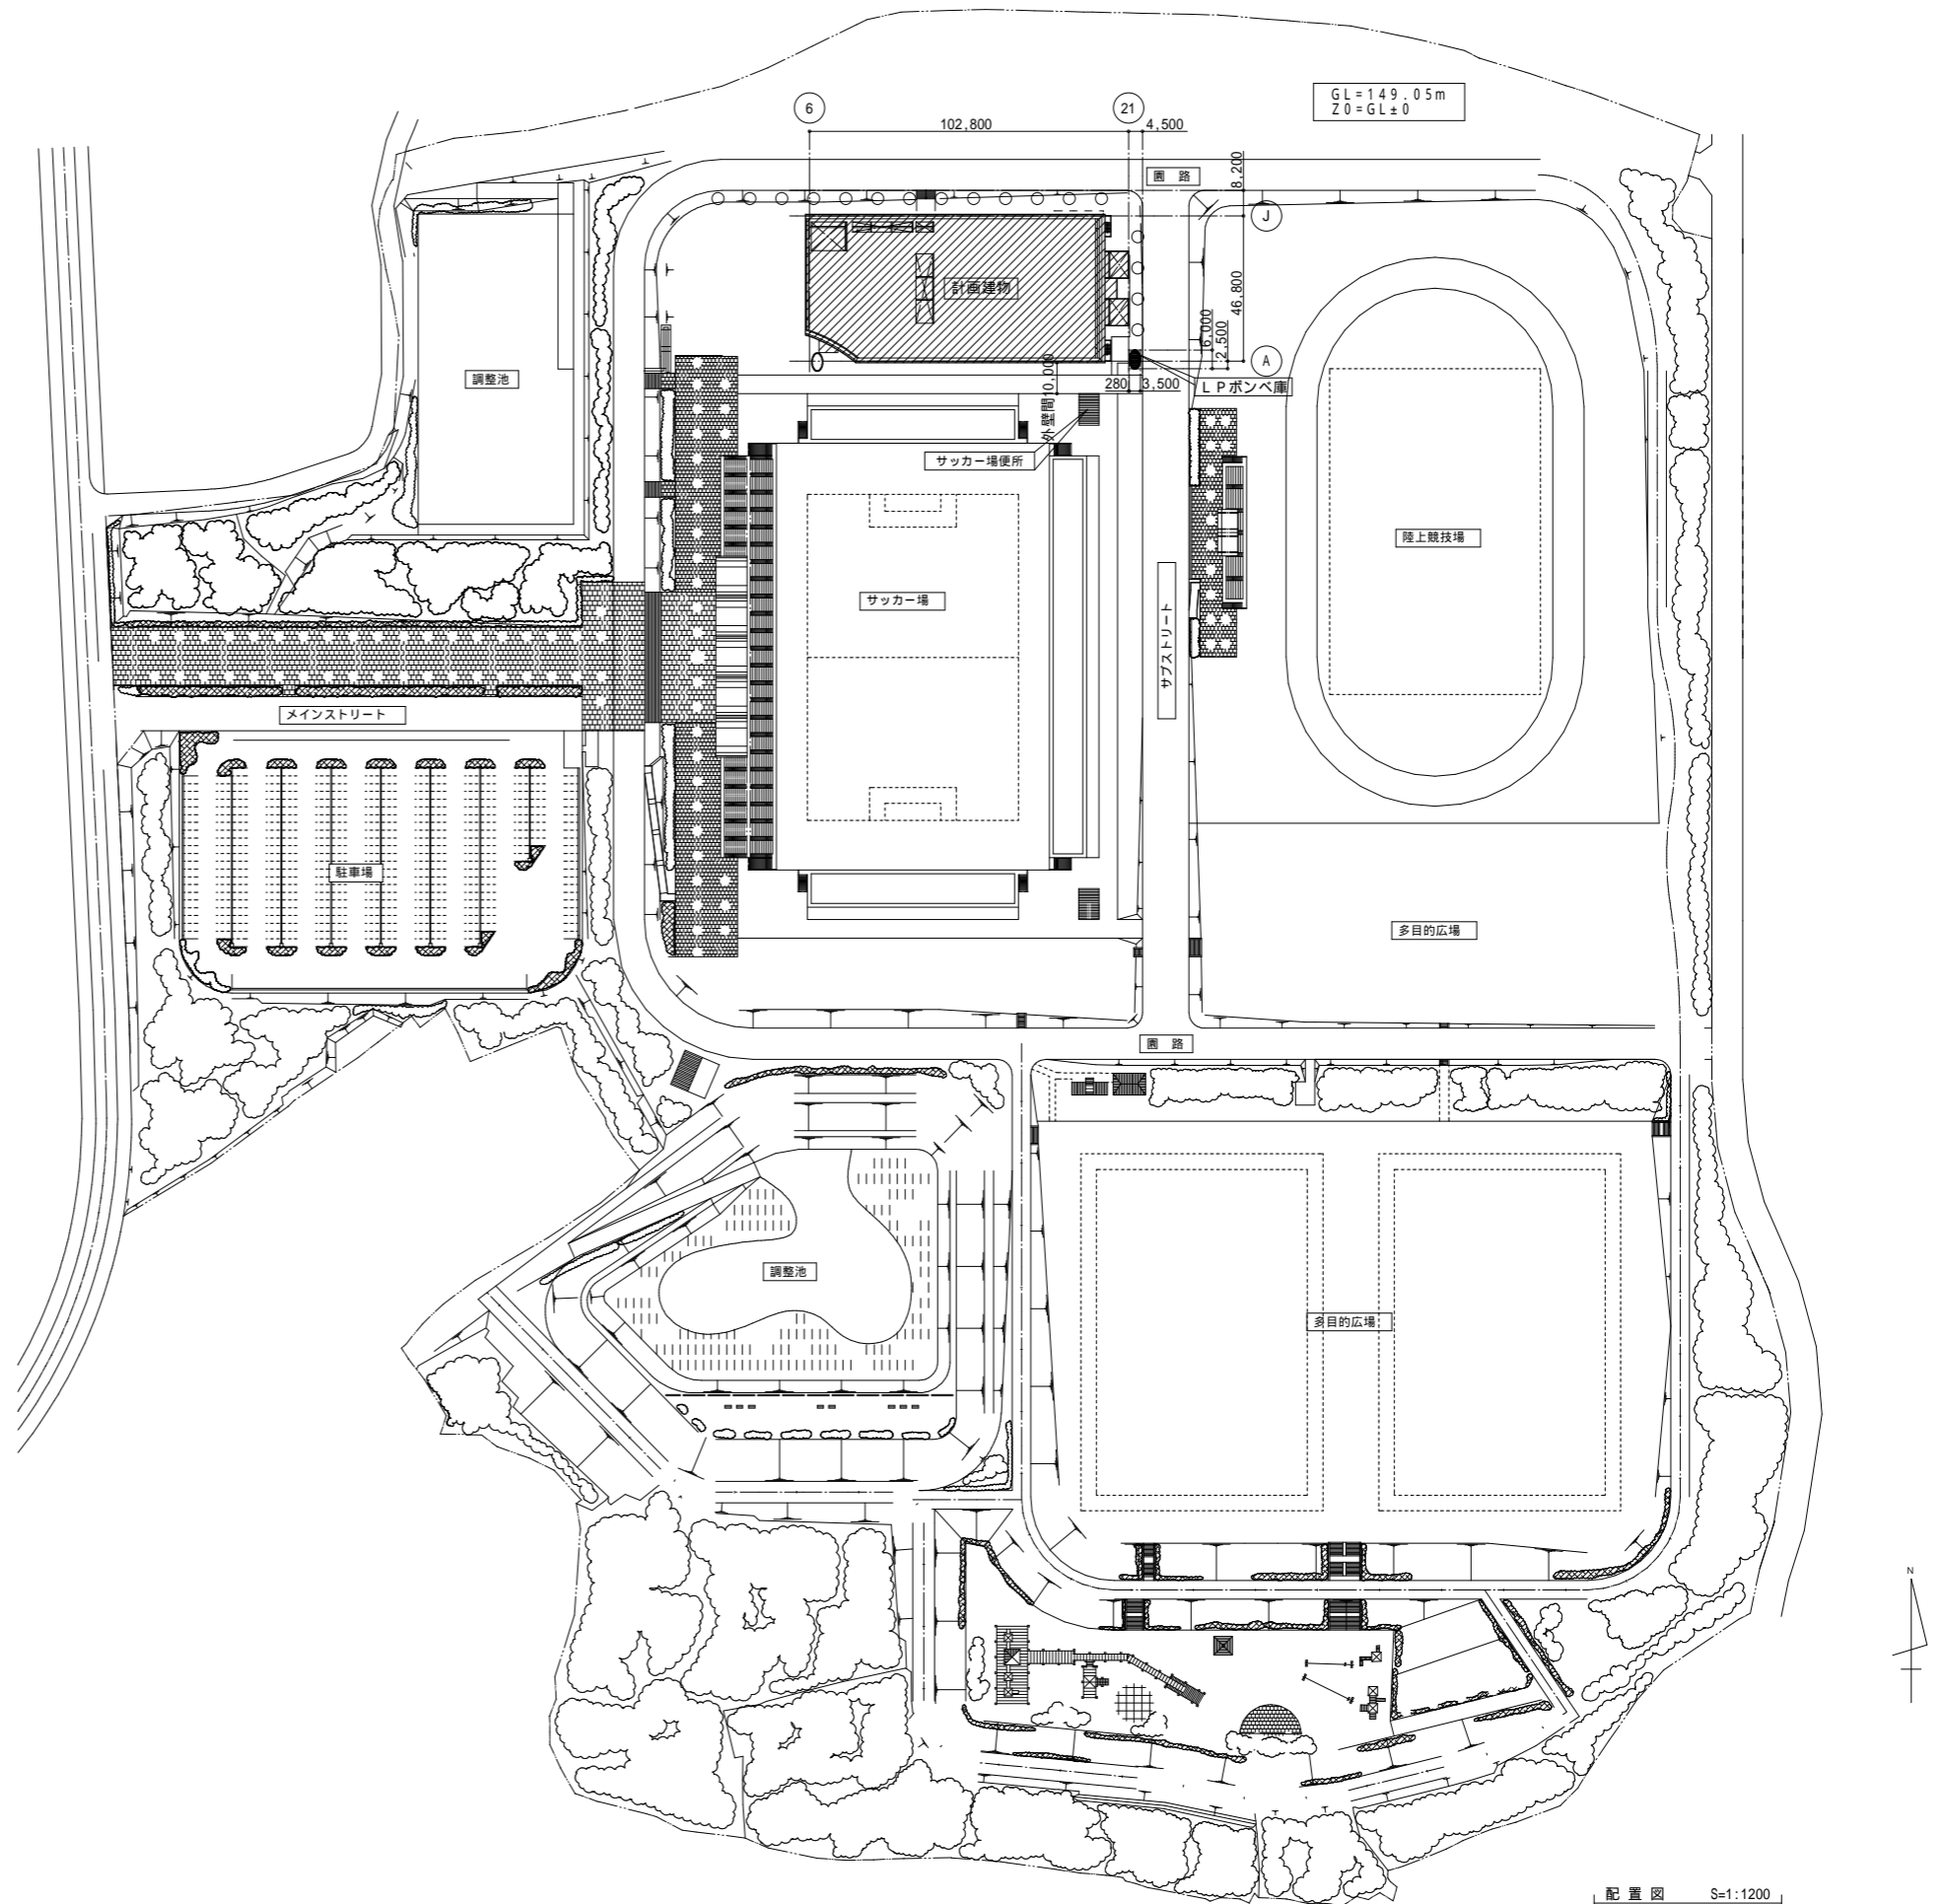 GL=149.05m
Z0=GL±0
6
21
102,800
4,500
園 路
8,200
J
計画建物
46,800
6,000
2,500
A
調整池
外壁間10,000
280
3,500
LPボンベ庫
サッカー場便所
陸上競技場
サッカー場
サブストリート
メインストリート
駐車場
多目的広場
園 路
調整池
多目的広場
N
配 置 図 S=1:1200